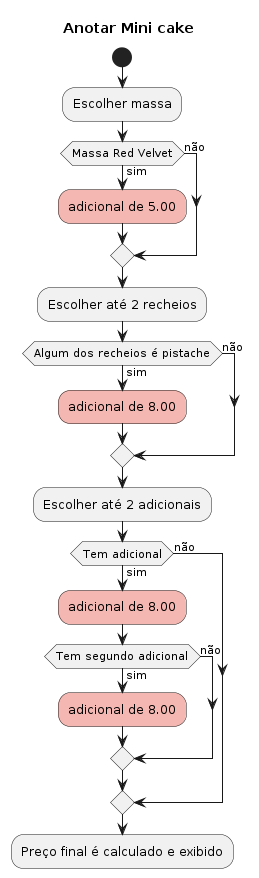 Anotar Mini cake
Escolher massa
Massa Red Velvet
não
sim
adicional de 5.00
Escolher até 2 recheios
Algum dos recheios é pistache
não
sim
adicional de 8.00
Escolher até 2 adicionais
Tem adicional
não
sim
adicional de 8.00
Tem segundo adicional
não
sim
adicional de 8.00
Preço final é calculado e exibido